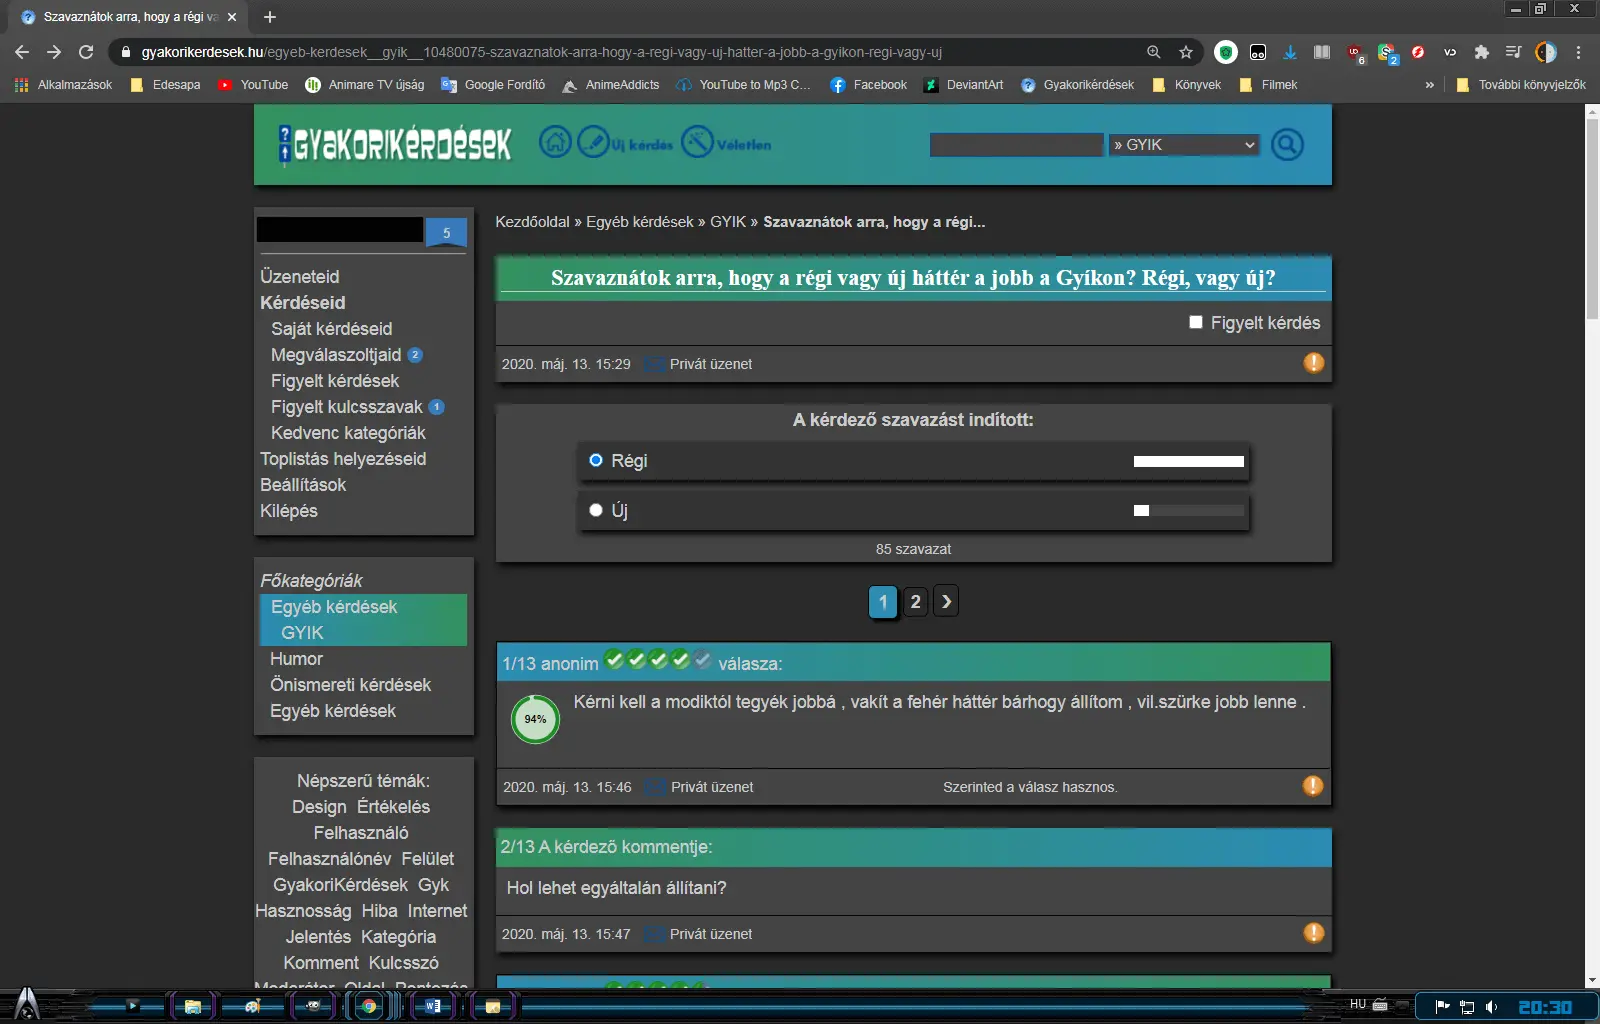 Szavaznátok arra, hogy a régi va
gyakorikerdesek.hu/egyeb-kerdesek__gyik__10480075-szavaznatok-arra-hogy-a-regi-vagy-uj-hatter-a-jobb-a-gyikon-regi-vagy-uj
6
2
Alkalmazások Edesapa YouTube Animare TV újság Google Fordító AnimeAddicts YouTube to Mp3 C... Facebook DeviantArt Gyakorikérdések Könyvek Filmek » További könyvjelzők
GYAKORIKÉRDÉSEK Új kérdés Véletlen » GYIK
5
Üzeneteid
Kérdéseid
Saját kérdéseid
Megválaszoltjaid 2
Figyelt kérdések
Figyelt kulcsszavak 1
Kedvenc kategóriák
Toplistás helyezéseid
Beállítások
Kilépés
Főkategóriák
Egyéb kérdések
GYIK
Humor
Önismereti kérdések
Egyéb kérdések
Népszerű témák:
Design Értékelés
Felhasználó
Felhasználónév Felület
GyakoriKérdések Gyk
Hasznosság Hiba Internet
Jelentés Kategória
Komment Kulcsszó
Moderátor Oldal Pontozás
Kezdőoldal » Egyéb kérdések » GYIK » Szavaznátok arra, hogy a régi...
Szavaznátok arra, hogy a régi vagy új háttér a jobb a Gyíkon? Régi, vagy új?
Figyelt kérdés
2020. máj. 13. 15:29 Privát üzenet
A kérdező szavazást indított:
Régi
Új
85 szavazat
1 2 ❯
1/13 anonim válasza:
94%
Kérni kell a modiktól tegyék jobbá , vakít a fehér háttér bárhogy állítom , vil.szürke jobb lenne .
2020. máj. 13. 15:46 Privát üzenet Szerinted a válasz hasznos.
2/13 A kérdező kommentje:
Hol lehet egyáltalán állítani?
2020. máj. 13. 15:47 Privát üzenet
HU
20:30